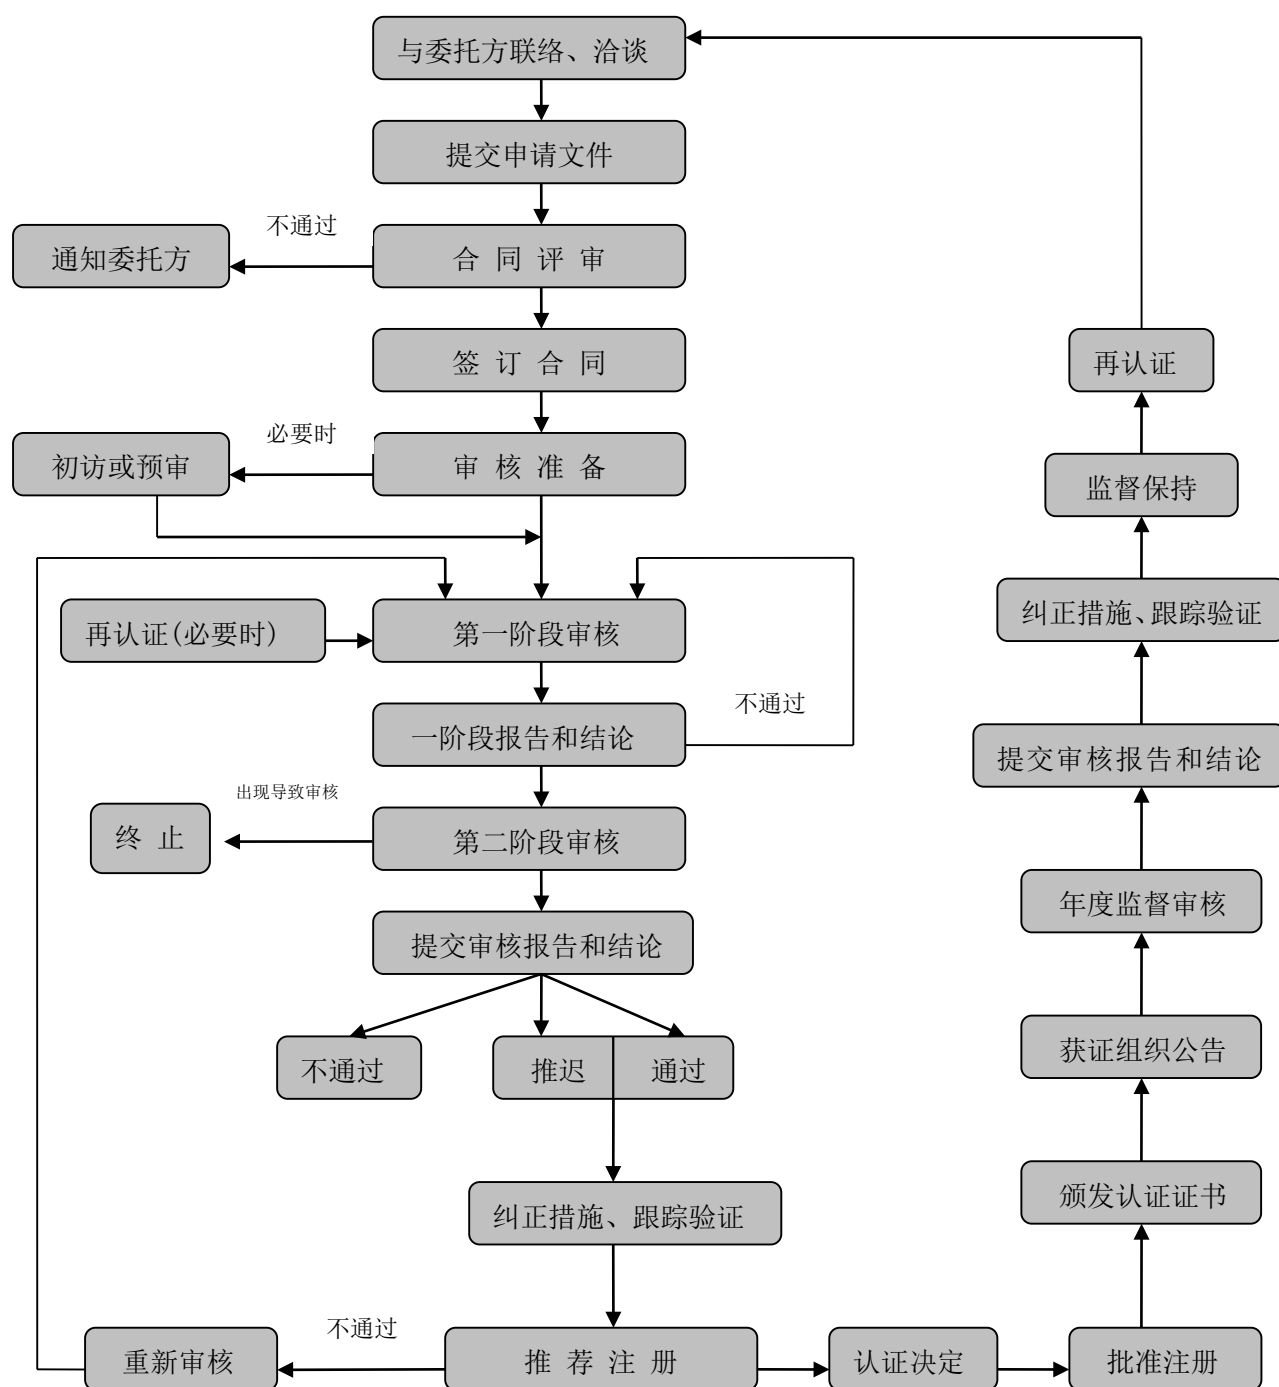 与委托方联络、洽谈
提交申请文件
不通过
通知委托方
合 同 评 审
签 订 合 同
再认证
必要时
初访或预审
审 核 准 备
监督保持
再认证(必要时)
第一阶段审核
纠正措施、跟踪验证
不通过
一阶段报告和结论
提交审核报告和结论
出现导致审核
终 止
第二阶段审核
年度监督审核
提交审核报告和结论
不通过
推迟
通过
获证组织公告
纠正措施、跟踪验证
颁发认证证书
不通过
重新审核
推 荐 注 册
认证决定
批准注册